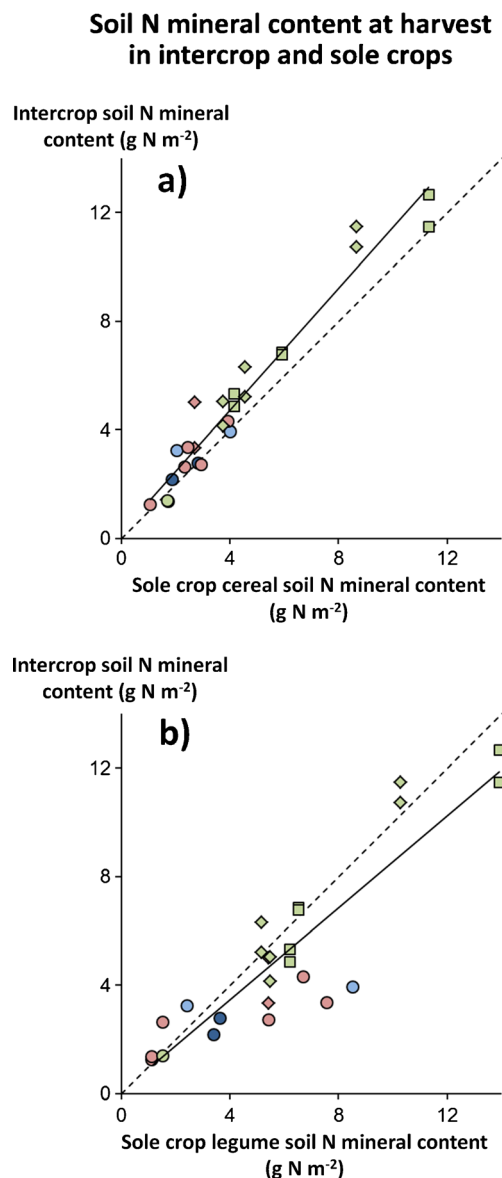 Soil N mineral content at harvest
in intercrop and sole crops
Intercrop soil N mineral
content (g N m-2)
a)
12
8
4
0
0 4 8 12
Sole crop cereal soil N mineral content
(g N m-2)
Intercrop soil N mineral
content (g N m-2)
b)
12
8
4
0
0 4 8 12
Sole crop legume soil N mineral content
(g N m-2)